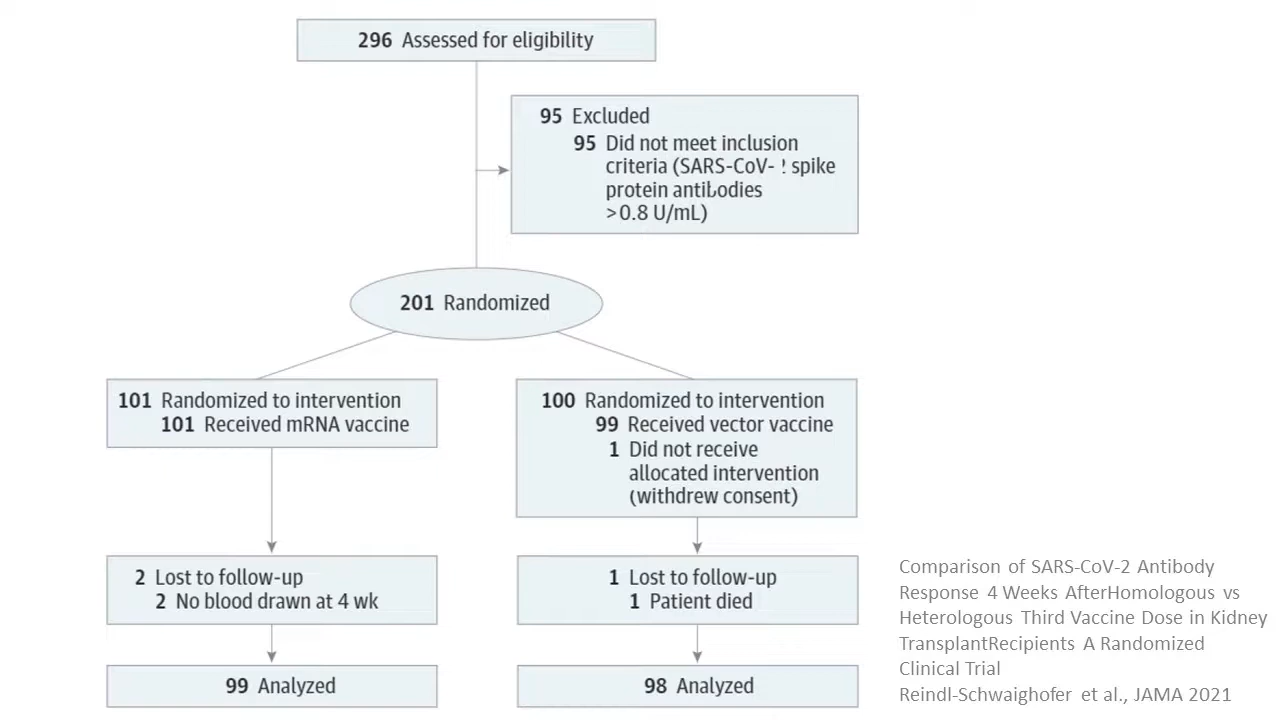 296 Assessed for eligibility
95 Excluded
95 Did not meet inclusion
criteria (SARS-CoV- ! spike
protein antibodies
>0.8 U/mL)
201 Randomized
101 Randomized to intervention
101 Received mRNA vaccine
100 Randomized to intervention
99 Received vector vaccine
1 Did not receive
allocated intervention
(withdrew consent)
2 Lost to follow-up
2 No blood drawn at 4 wk
1 Lost to follow-up
1 Patient died
99 Analyzed
98 Analyzed
Comparison of SARS-CoV-2 Antibody
Response 4 Weeks AfterHomologous vs
Heterologous Third Vaccine Dose in Kidney
TransplantRecipients A Randomized
Clinical Trial
Reindl-Schwaighofer et al., JAMA 2021